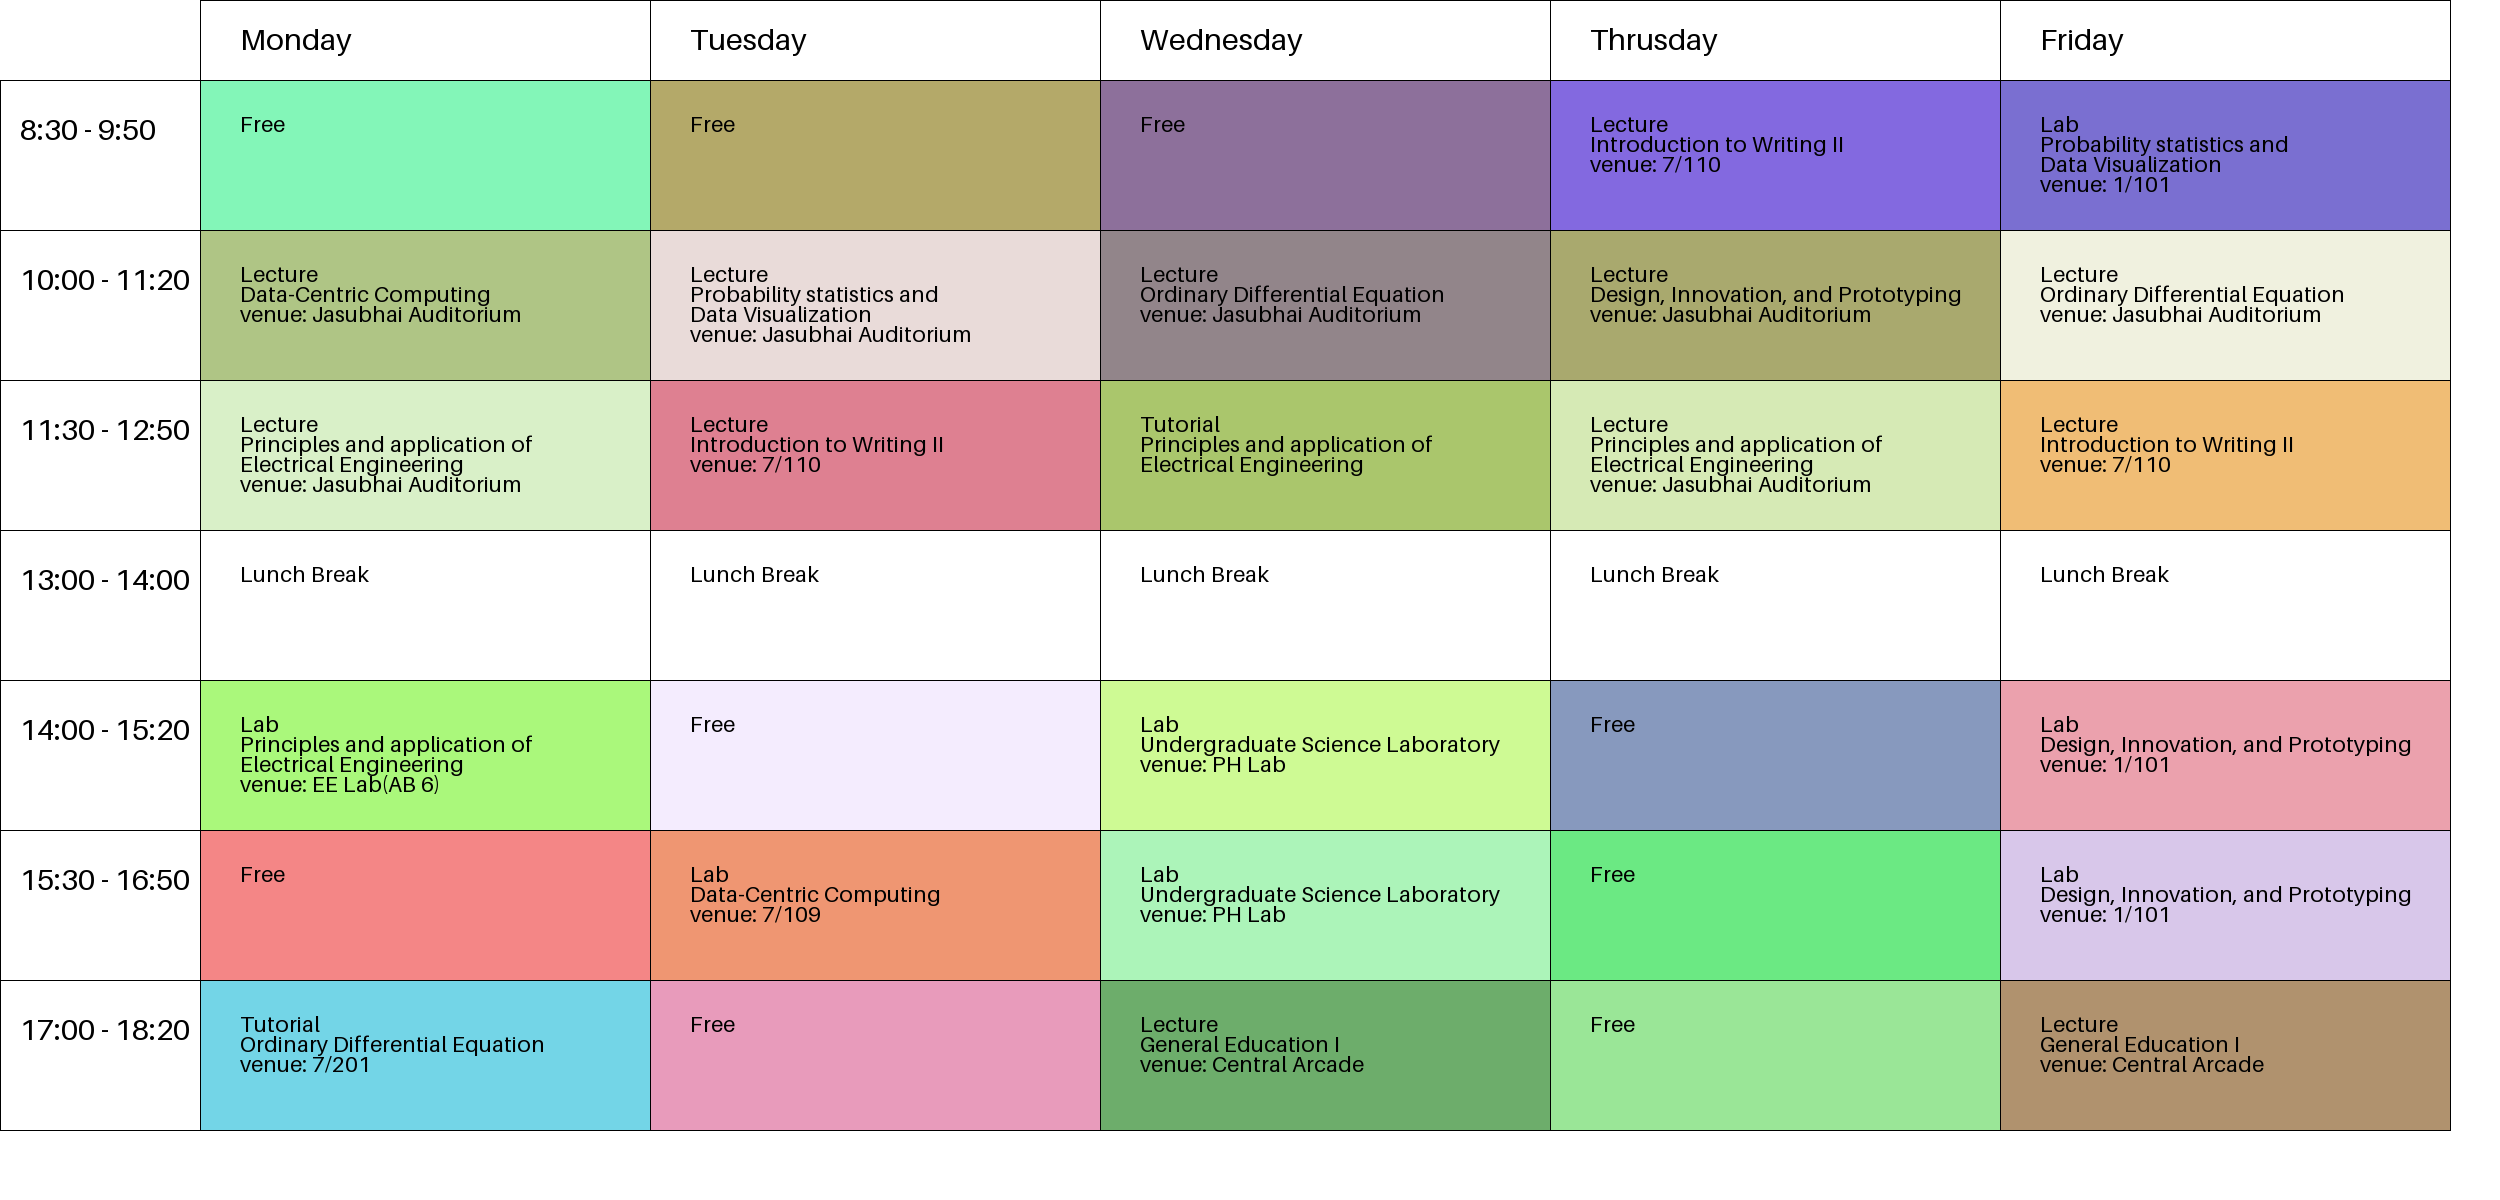 Monday
Tuesday
Wednesday
Thrusday
Friday
8:30 - 9:50
Free
Free
Free
Lecture
Introduction to Writing II
venue: 7/110
Lab
Probability statistics and
Data Visualization
venue: 1/101
10:00 - 11:20
Lecture
Data-Centric Computing
venue: Jasubhai Auditorium
Lecture
Probability statistics and
Data Visualization
venue: Jasubhai Auditorium
Lecture
Ordinary Differential Equation
venue: Jasubhai Auditorium
Lecture
Design, Innovation, and Prototyping
venue: Jasubhai Auditorium
Lecture
Ordinary Differential Equation
venue: Jasubhai Auditorium
11:30 - 12:50
Lecture
Principles and application of
Electrical Engineering
venue: Jasubhai Auditorium
Lecture
Introduction to Writing II
venue: 7/110
Tutorial
Principles and application of
Electrical Engineering
Lecture
Principles and application of
Electrical Engineering
venue: Jasubhai Auditorium
Lecture
Introduction to Writing II
venue: 7/110
13:00 - 14:00
Lunch Break
Lunch Break
Lunch Break
Lunch Break
Lunch Break
14:00 - 15:20
Lab
Principles and application of
Electrical Engineering
venue: EE Lab(AB 6)
Free
Lab
Undergraduate Science Laboratory
venue: PH Lab
Free
Lab
Design, Innovation, and Prototyping
venue: 1/101
15:30 - 16:50
Free
Lab
Data-Centric Computing
venue: 7/109
Lab
Undergraduate Science Laboratory
venue: PH Lab
Free
Lab
Design, Innovation, and Prototyping
venue: 1/101
17:00 - 18:20
Tutorial
Ordinary Differential Equation
venue: 7/201
Free
Lecture
General Education I
venue: Central Arcade
Free
Lecture
General Education I
venue: Central Arcade